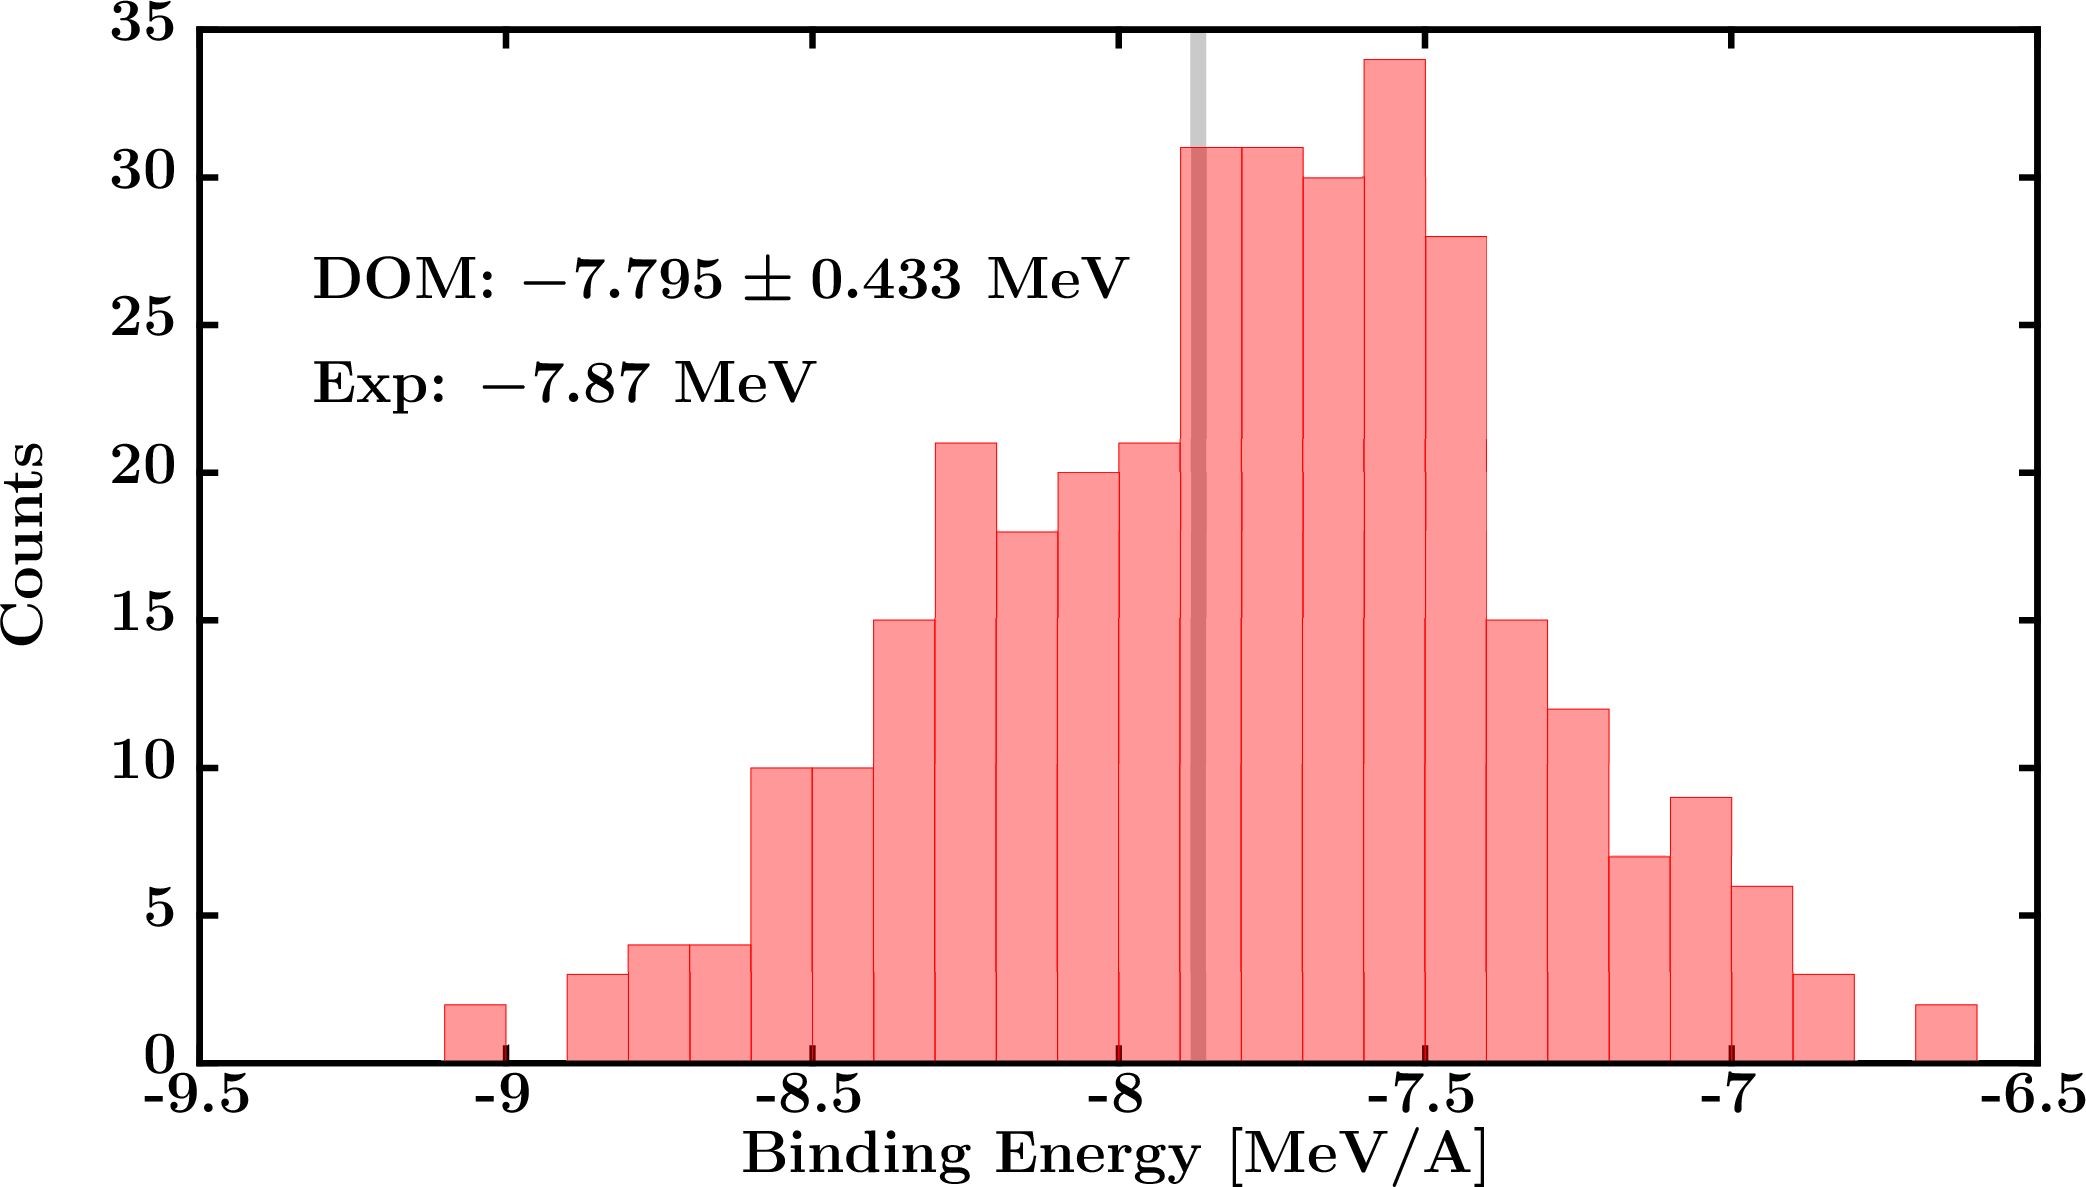 35
30
25
20
15
10
5
0
Counts
DOM: −7.795 ± 0.433 MeV
Exp: −7.87 MeV
-9.5 -9 -8.5 -8 -7.5 -7 -6.5
Binding Energy [MeV/A]